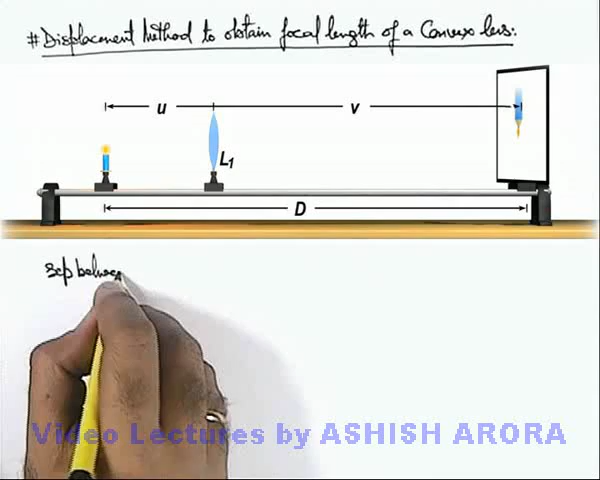 # Displacement Method to obtain focal length of a Convex lens:
u
v
L1
D
sep between
Video Lectures by ASHISH ARORA